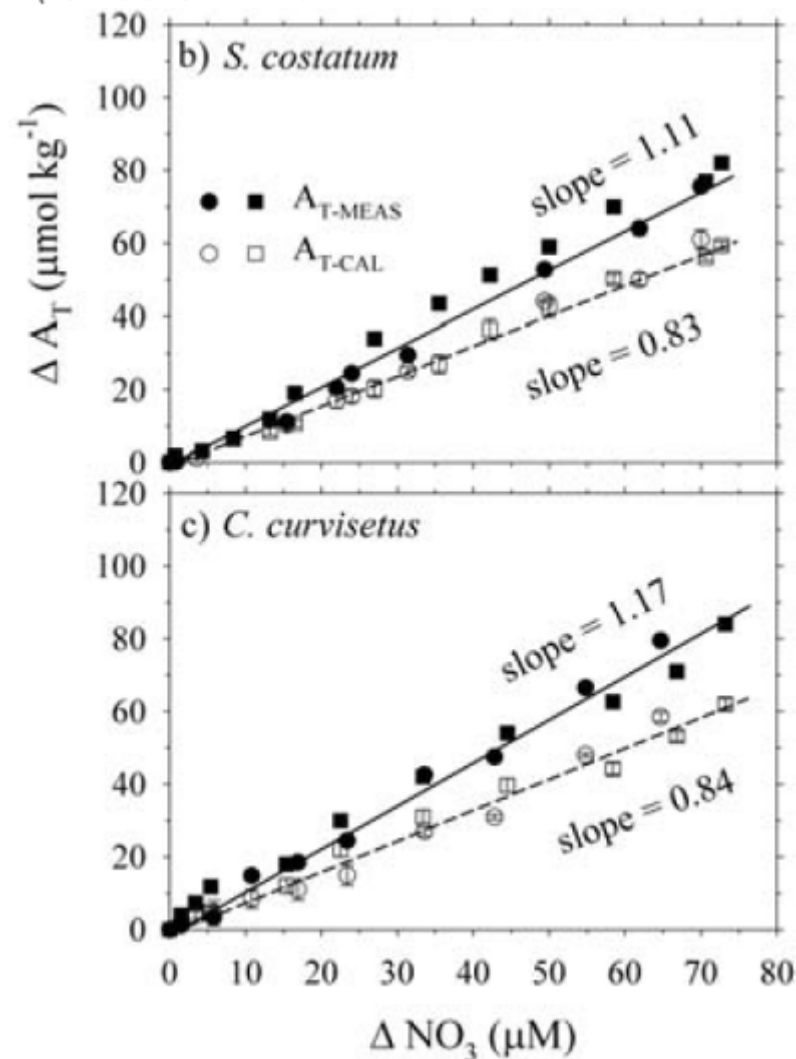 120
b) S. costatum
100
80
60
40
20
0
Δ A_T (μmol kg⁻¹)
A_T-MEAS
A_T-CAL
slope = 1.11
slope = 0.83
120
c) C. curvisetus
100
80
60
40
20
0
slope = 1.17
slope = 0.84
0 10 20 30 40 50 60 70 80
Δ NO₃ (μM)